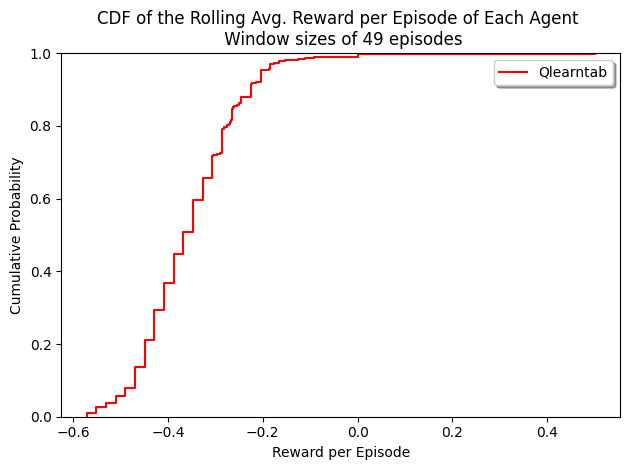 CDF of the Rolling Avg. Reward per Episode of Each Agent
Window sizes of 49 episodes
Qlearntab
1.0
0.8
0.6
0.4
0.2
0.0
Cumulative Probability
−0.6
−0.4
−0.2
0.0
0.2
0.4
Reward per Episode